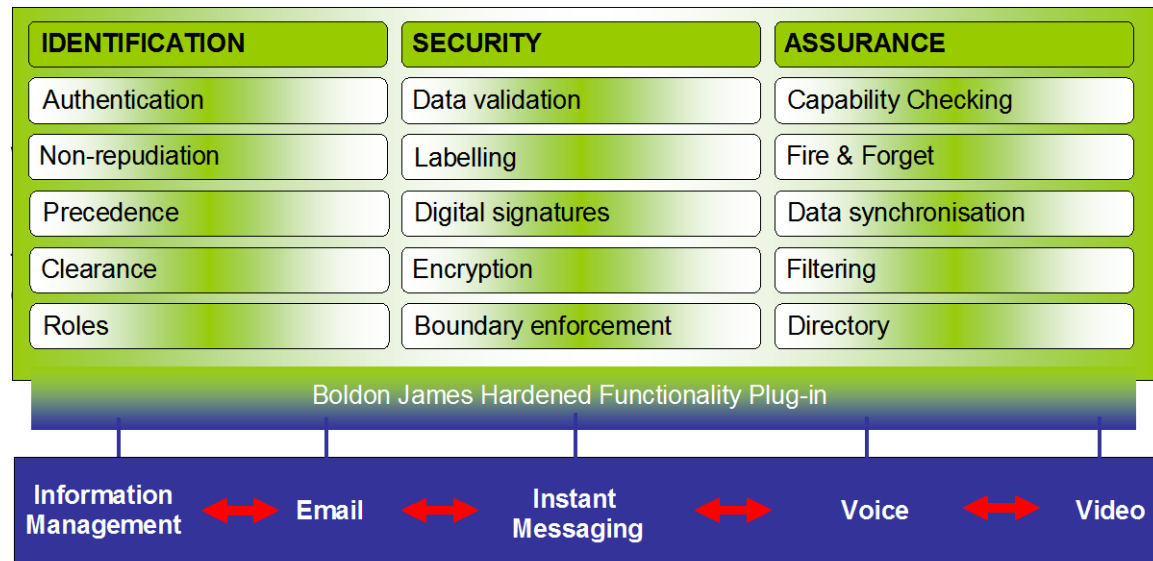 IDENTIFICATION
Authentication
Non-repudiation
Precedence
Clearance
Roles
SECURITY
Data validation
Labelling
Digital signatures
Encryption
Boundary enforcement
ASSURANCE
Capability Checking
Fire & Forget
Data synchronisation
Filtering
Directory
Boldon James Hardened Functionality Plug-in
Information
Management
Email
Instant
Messaging
Voice
Video